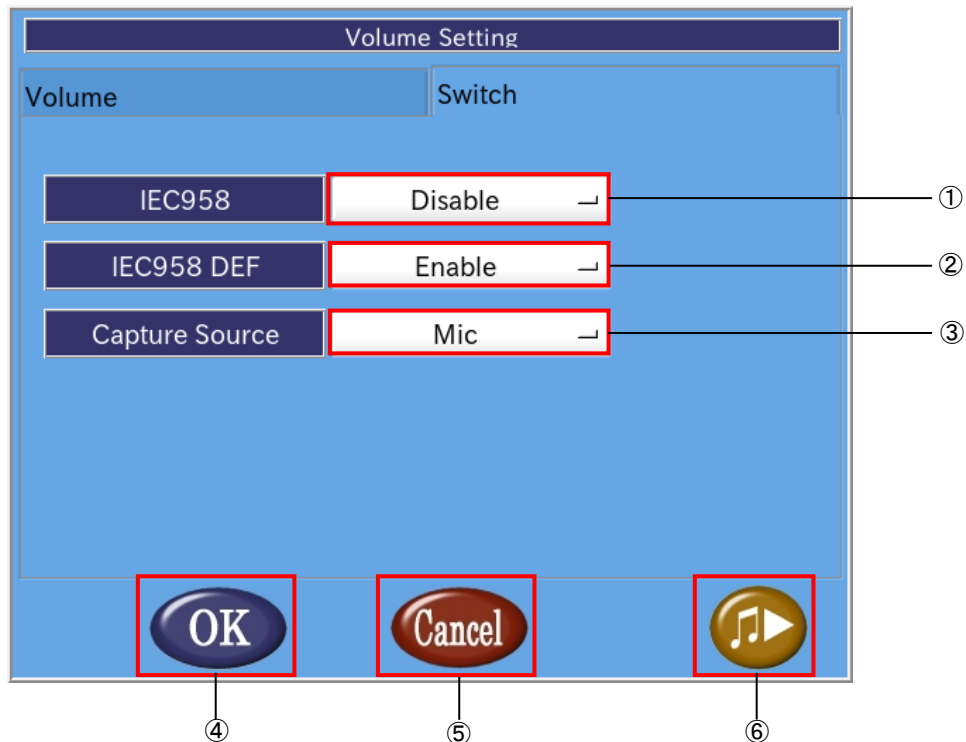 Volume Setting
Volume
Switch
IEC958
Disable
①
IEC958 DEF
Enable
②
Capture Source
Mic
③
OK
Cancel
④
⑤
⑥